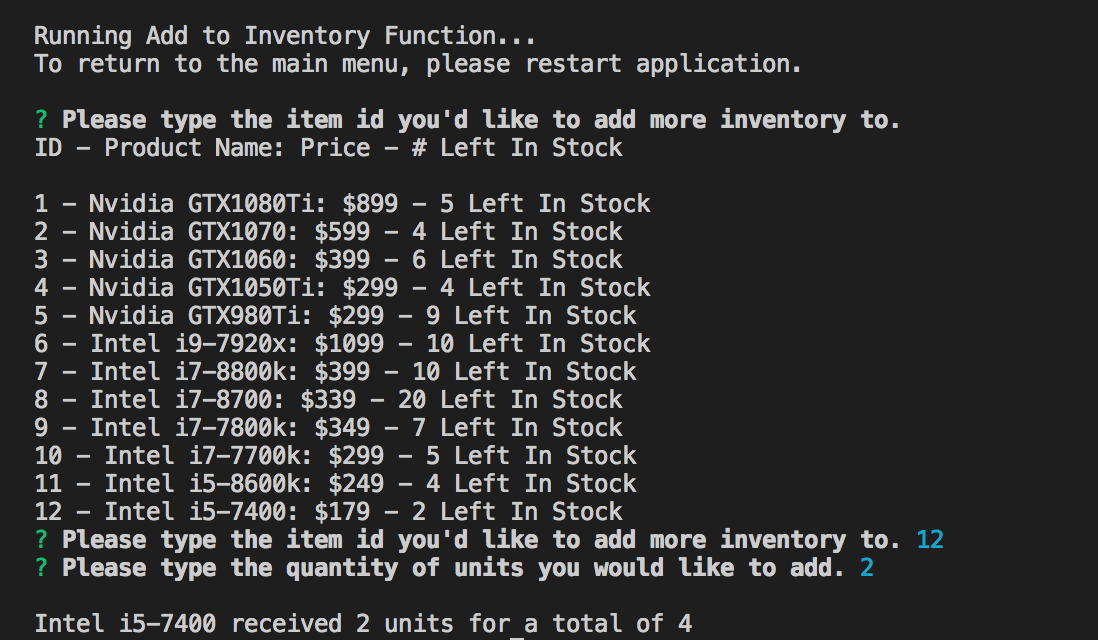 Running Add to Inventory Function...
To return to the main menu, please restart application.
? Please type the item id you'd like to add more inventory to.
ID – Product Name: Price – # Left In Stock
1 – Nvidia GTX1080Ti: $899 – 5 Left In Stock
2 – Nvidia GTX1070: $599 – 4 Left In Stock
3 – Nvidia GTX1060: $399 – 6 Left In Stock
4 – Nvidia GTX1050Ti: $299 – 4 Left In Stock
5 – Nvidia GTX980Ti: $299 – 9 Left In Stock
6 – Intel i9-7920x: $1099 – 10 Left In Stock
7 – Intel i7-8800k: $399 – 10 Left In Stock
8 – Intel i7-8700: $339 – 20 Left In Stock
9 – Intel i7-7800k: $349 – 7 Left In Stock
10 – Intel i7-7700k: $299 – 5 Left In Stock
11 – Intel i5-8600k: $249 – 4 Left In Stock
12 – Intel i5-7400: $179 – 2 Left In Stock
? Please type the item id you'd like to add more inventory to. 12
? Please type the quantity of units you would like to add. 2
Intel i5-7400 received 2 units for a total of 4